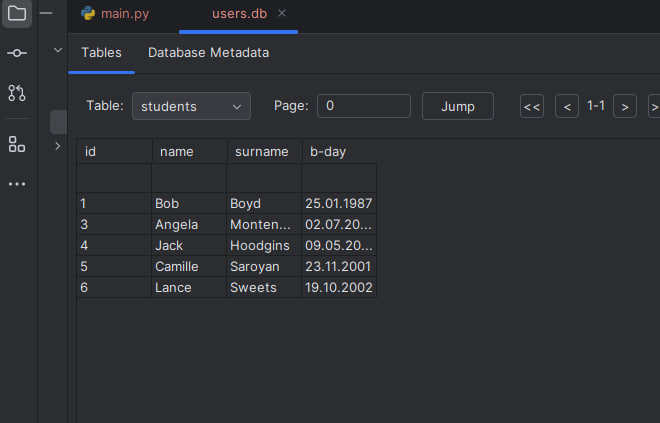 main.py users.db
Tables Database Metadata
Table: students Page: 0 Jump << < 1-1 > >
id name surname b-day
1 Bob Boyd 25.01.1987
3 Angela Monten... 02.07.20...
4 Jack Hoodgins 09.05.20...
5 Camille Saroyan 23.11.2001
6 Lance Sweets 19.10.2002